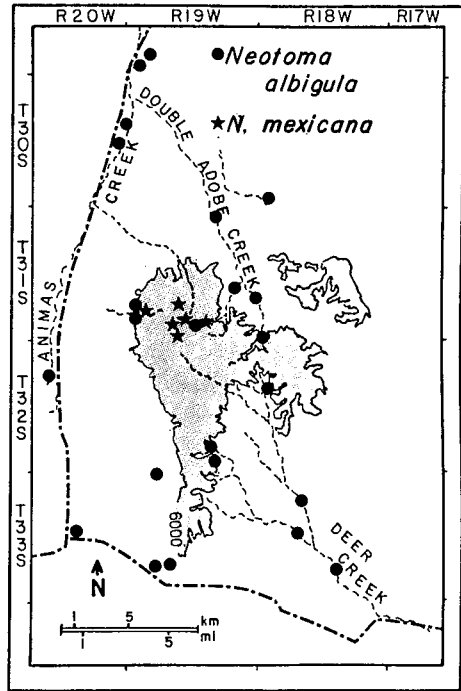 R20W R19W R18W R17W
Neotoma
albigula
N. mexicana
T30S
T31S
T32S
T33S
DOUBLE ADOBE CREEK
ANIMAS CREEK
6000
DEER
CREEK
N
1 5 km
1 5 mi